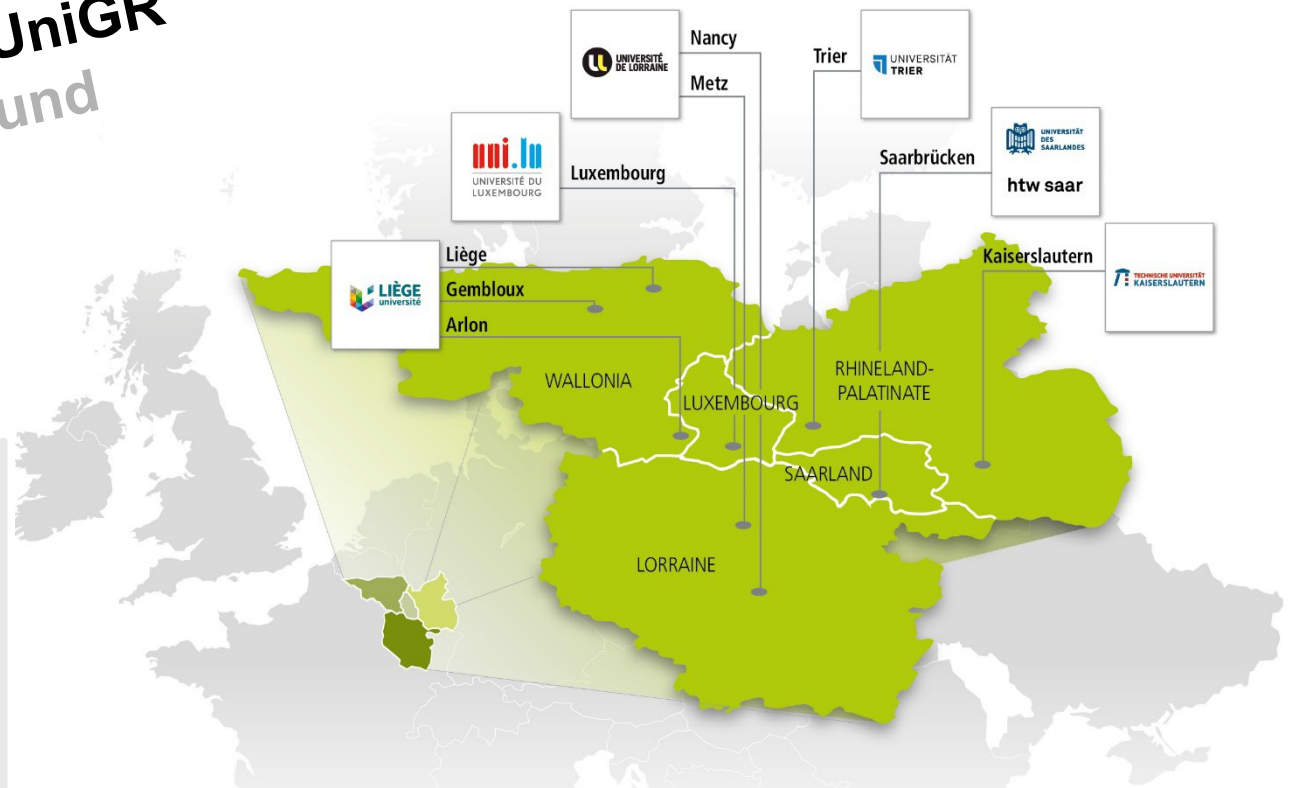 UniGR
und
UNIVERSITÉ
DE LORRAINE
Nancy
Metz
Trier
UNIVERSITÄT
TRIER
uni.lu
UNIVERSITÉ DU
LUXEMBOURG
Luxembourg
Saarbrücken
UNIVERSITÄT
DES
SAARLANDES
htw saar
LIÈGE
université
Liège
Gembloux
Arlon
Kaiserslautern
TECHNISCHE UNIVERSITÄT
KAISERSLAUTERN
WALLONIA
LUXEMBOURG
RHINELAND-
PALATINATE
SAARLAND
LORRAINE